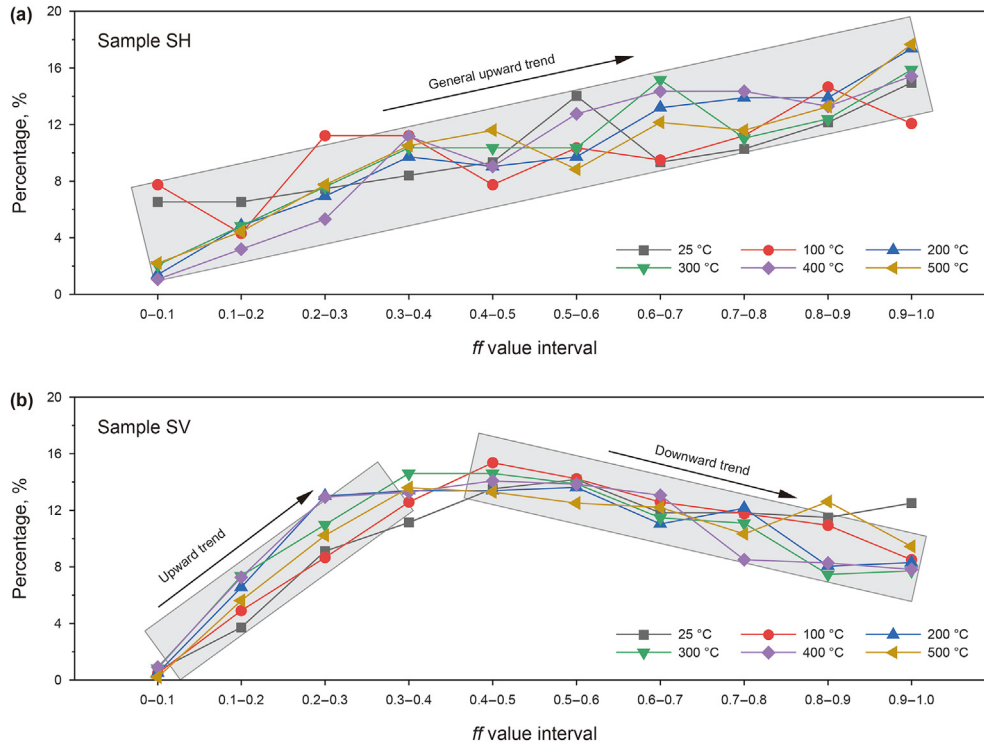 (a)
Sample SH
General upward trend
Percentage, %
20
16
12
8
4
0
25 °C 100 °C 200 °C
300 °C 400 °C 500 °C
0–0.1 0.1–0.2 0.2–0.3 0.3–0.4 0.4–0.5 0.5–0.6 0.6–0.7 0.7–0.8 0.8–0.9 0.9–1.0
ff value interval
(b)
Sample SV
Upward trend
Downward trend
Percentage, %
20
16
12
8
4
0
25 °C 100 °C 200 °C
300 °C 400 °C 500 °C
0–0.1 0.1–0.2 0.2–0.3 0.3–0.4 0.4–0.5 0.5–0.6 0.6–0.7 0.7–0.8 0.8–0.9 0.9–1.0
ff value interval